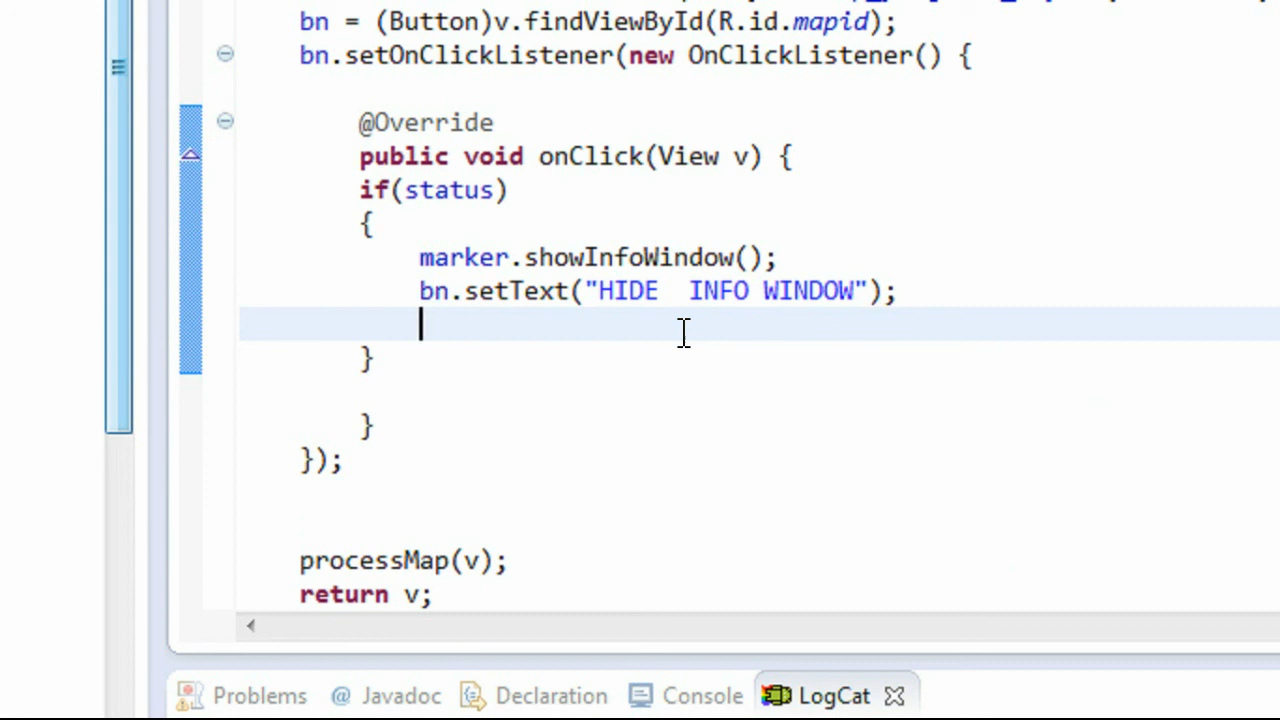 bn = (Button)v.findViewById(R.id.mapid);
bn.setOnClickListener(new OnClickListener() {
@Override
public void onClick(View v) {
if(status)
{
marker.showInfoWindow();
bn.setText("HIDE  INFO WINDOW");
}
}
});
processMap(v);
return v;
Problems @ Javadoc Declaration Console LogCat